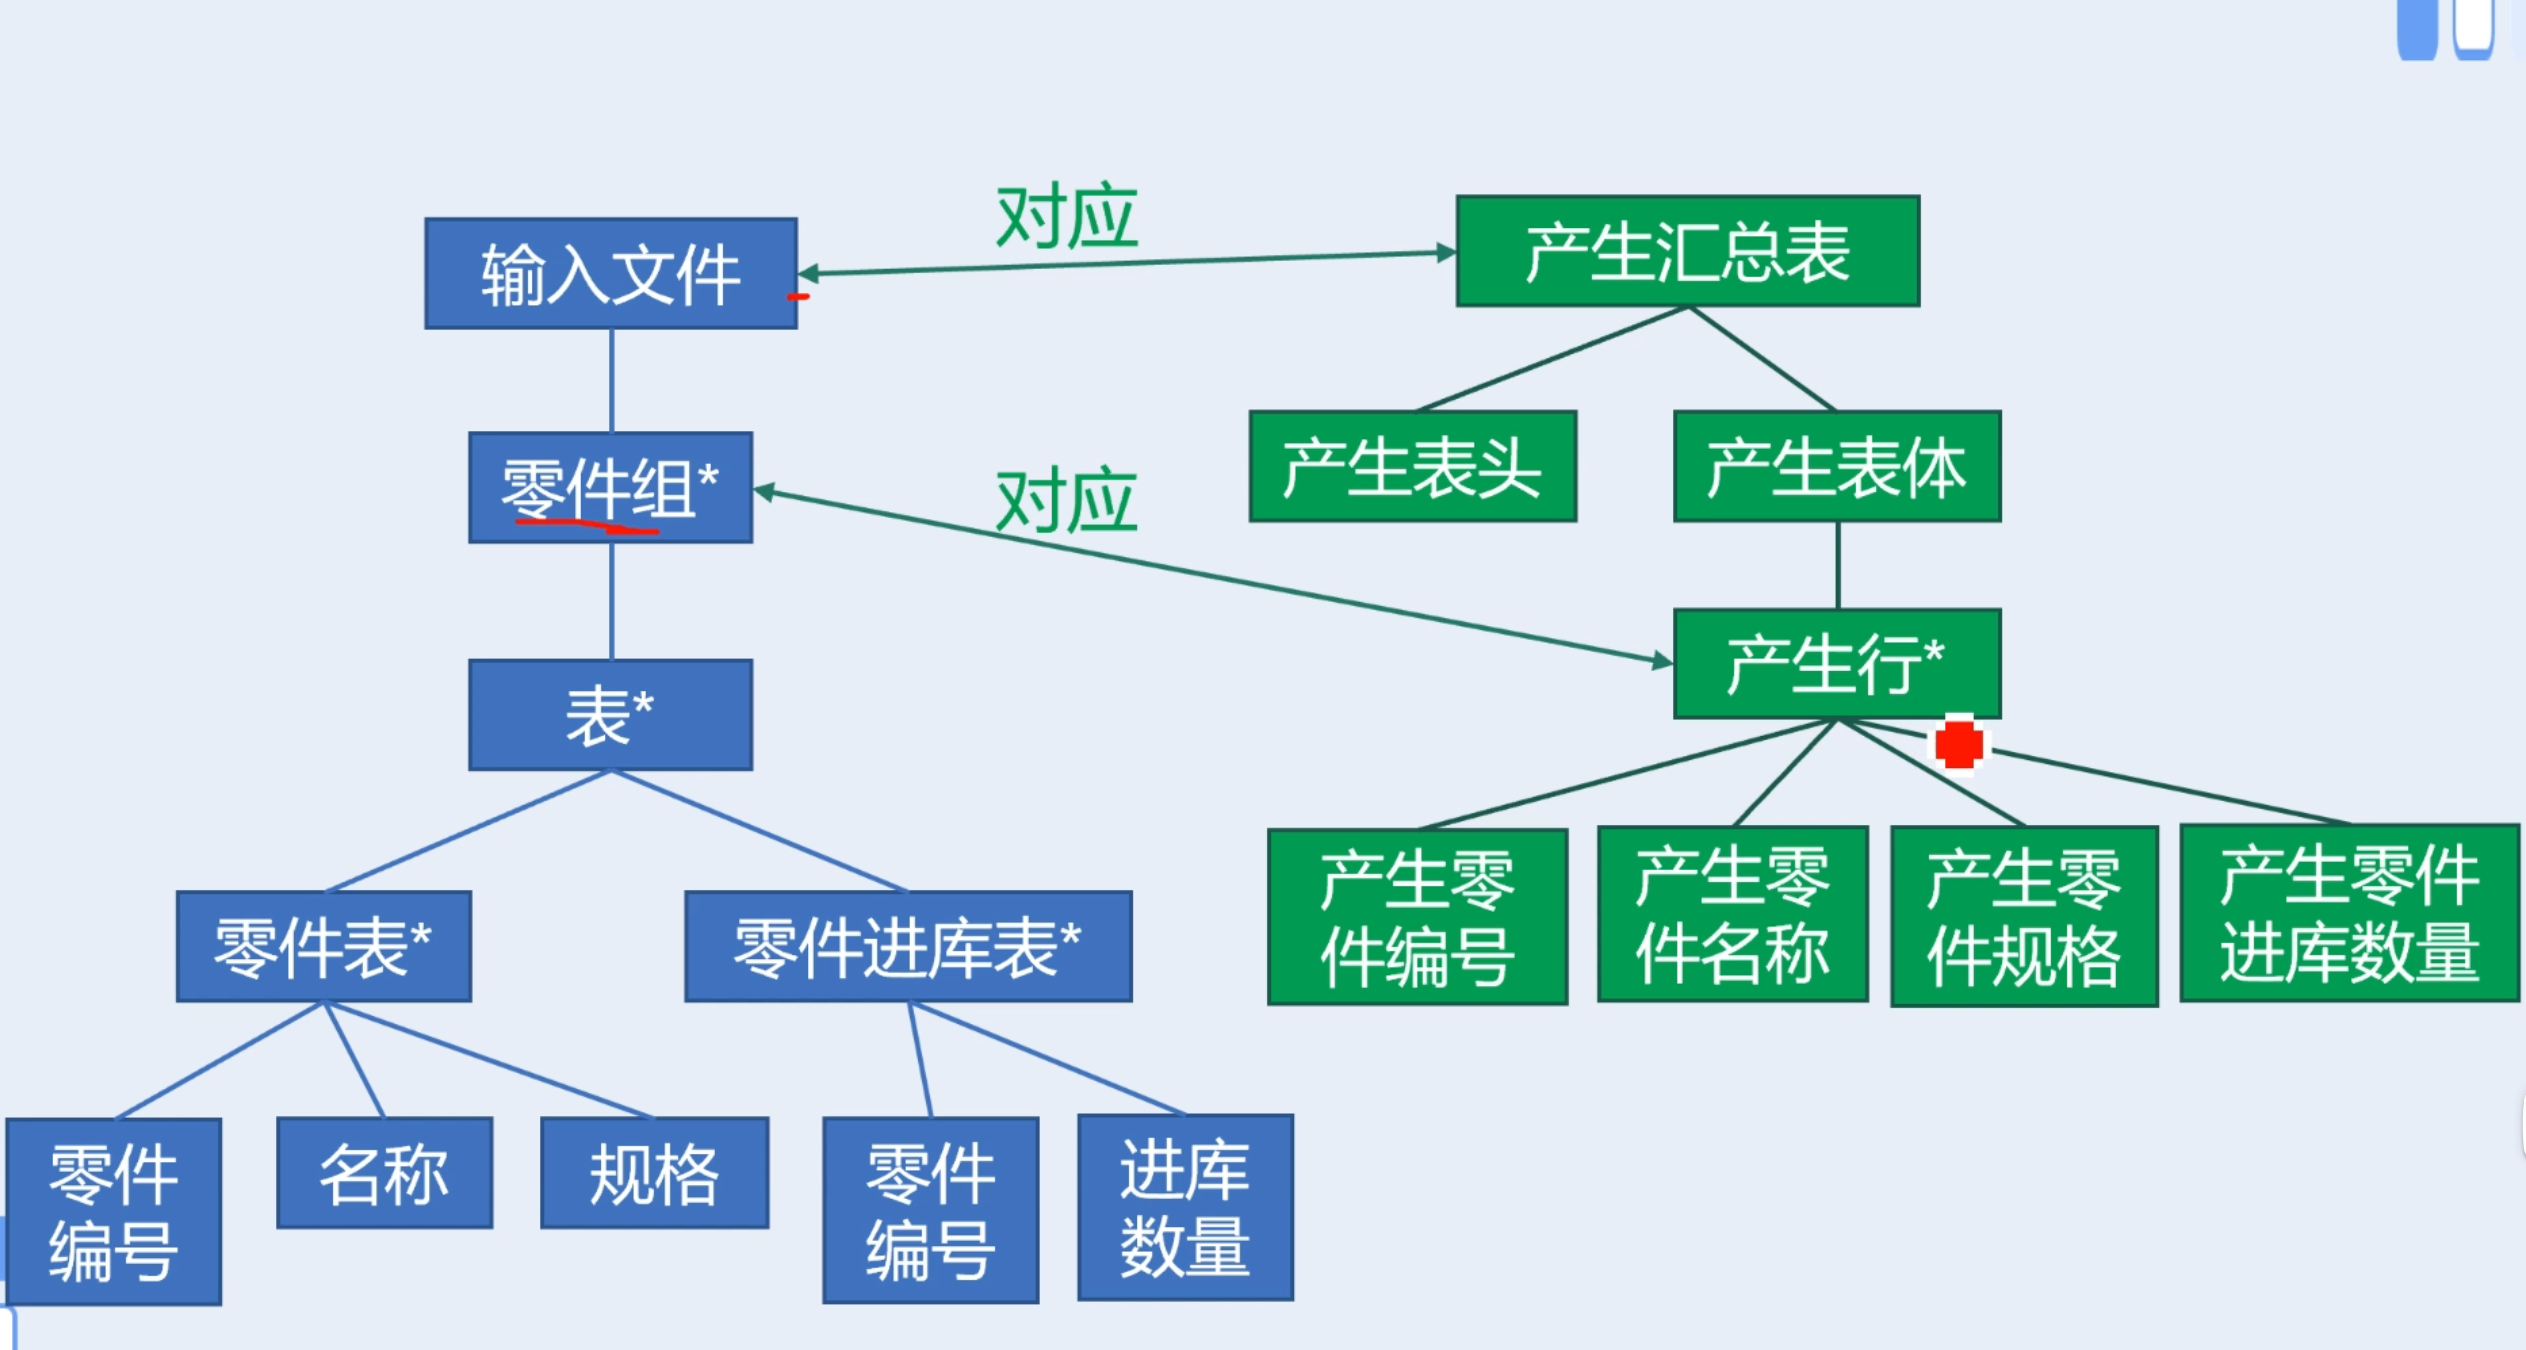 对应
输入文件
产生汇总表
对应
零件组*
产生表头
产生表体
产生行*
表*
零件表*
零件进库表*
产生零
件编号
产生零
件名称
产生零
件规格
产生零件
进库数量
零件
编号
名称
规格
零件
编号
进库
数量